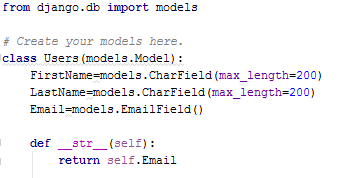 from django.db import models

# Create your models here.
class Users(models.Model):
    FirstName=models.CharField(max_length=200)
    LastName=models.CharField(max_length=200)
    Email=models.EmailField()

    def __str__(self):
        return self.Email